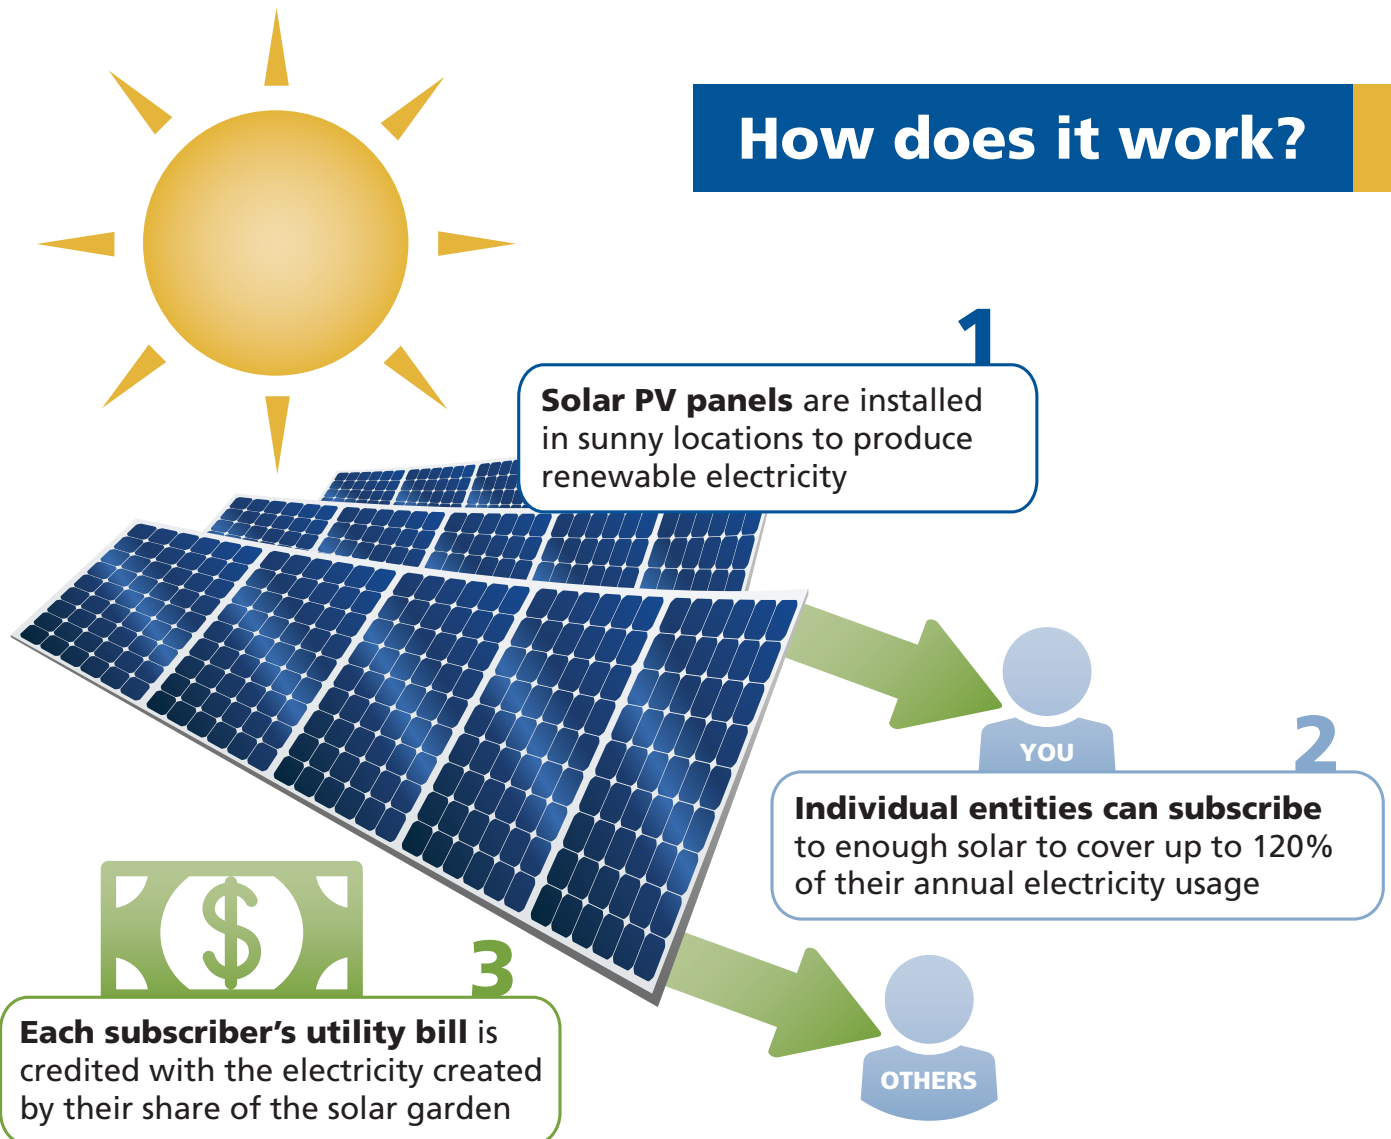 How does it work?
1
Solar PV panels are installed
in sunny locations to produce
renewable electricity
YOU
2
Individual entities can subscribe
to enough solar to cover up to 120%
of their annual electricity usage
$
3
Each subscriber’s utility bill is
credited with the electricity created
by their share of the solar garden
OTHERS